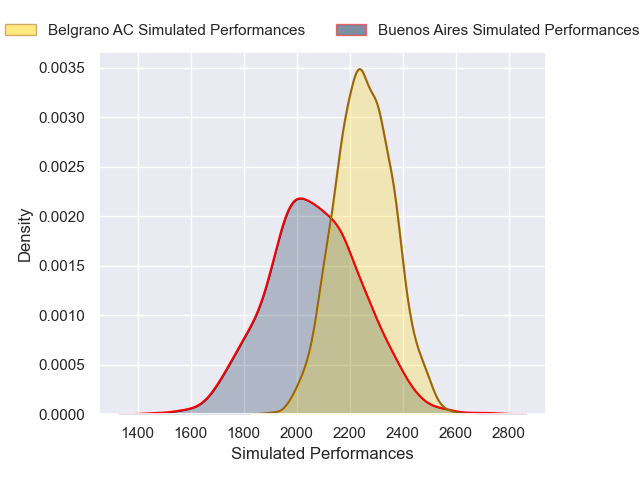 Belgrano AC Simulated Performances
Buenos Aires Simulated Performances
0.0035
0.0030
0.0025
0.0020
0.0015
0.0010
0.0005
0.0000
Density
1400 1600 1800 2000 2200 2400 2600 2800
Simulated Performances